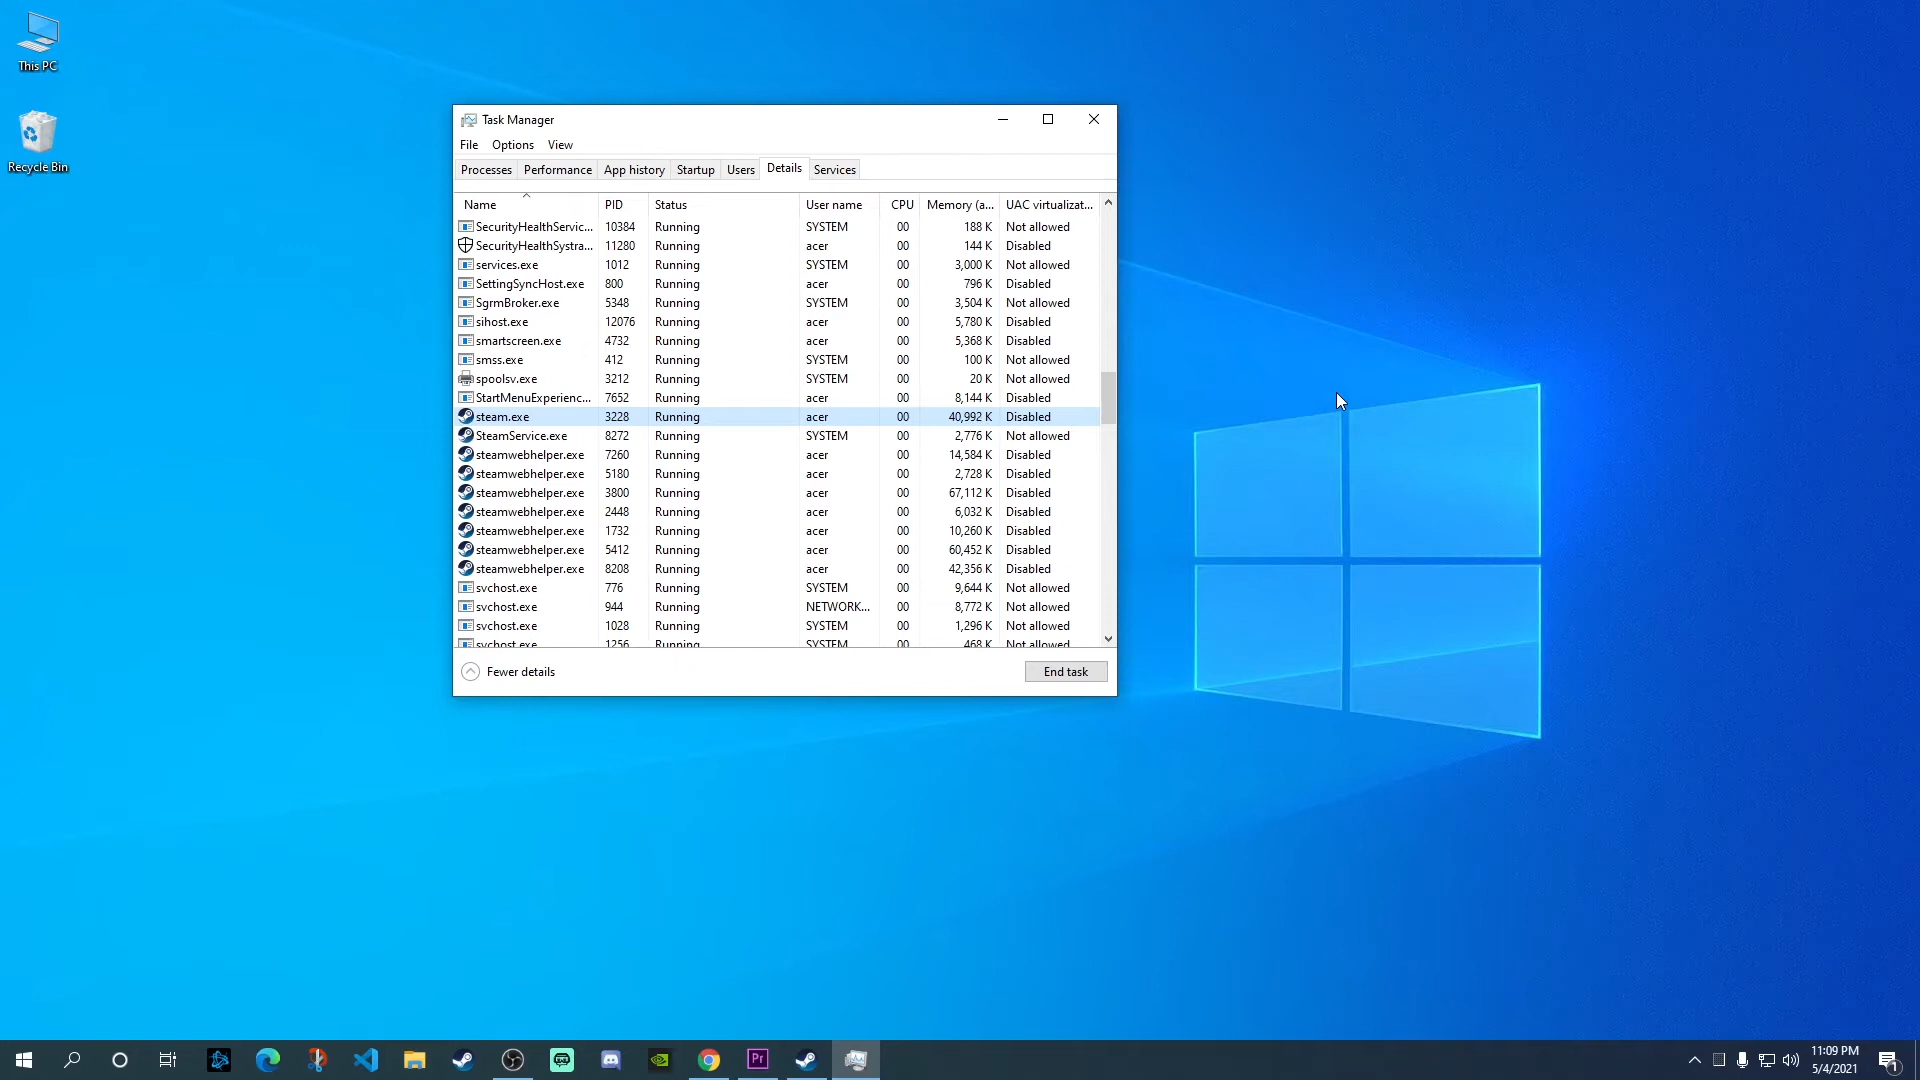 This PC
Recycle Bin
Task Manager
File Options View
Processes Performance App history Startup Users Details Services
Name PID Status User name CPU Memory (a... UAC virtualizat...
SecurityHealthServic... 10384 Running SYSTEM 00 188 K Not allowed
SecurityHealthSystra... 11280 Running acer 00 144 K Disabled
services.exe 1012 Running SYSTEM 00 3,000 K Not allowed
SettingSyncHost.exe 800 Running acer 00 796 K Disabled
SgrmBroker.exe 5348 Running SYSTEM 00 3,504 K Not allowed
sihost.exe 12076 Running acer 00 5,780 K Disabled
smartscreen.exe 4732 Running acer 00 5,368 K Disabled
smss.exe 412 Running SYSTEM 00 100 K Not allowed
spoolsv.exe 3212 Running SYSTEM 00 20 K Not allowed
StartMenuExperienc... 7652 Running acer 00 8,144 K Disabled
steam.exe 3228 Running acer 00 40,992 K Disabled
SteamService.exe 8272 Running SYSTEM 00 2,776 K Not allowed
steamwebhelper.exe 7260 Running acer 00 14,584 K Disabled
steamwebhelper.exe 5180 Running acer 00 2,728 K Disabled
steamwebhelper.exe 3800 Running acer 00 67,112 K Disabled
steamwebhelper.exe 2448 Running acer 00 6,032 K Disabled
steamwebhelper.exe 1732 Running acer 00 10,260 K Disabled
steamwebhelper.exe 5412 Running acer 00 60,452 K Disabled
steamwebhelper.exe 8208 Running acer 00 42,356 K Disabled
svchost.exe 776 Running SYSTEM 00 9,644 K Not allowed
svchost.exe 944 Running NETWORK... 00 8,772 K Not allowed
svchost.exe 1028 Running SYSTEM 00 1,296 K Not allowed
svchost.exe 1256 Running SYSTEM 00 468 K Not allowed
Fewer details End task
Pr
11:09 PM
5/4/2021
1